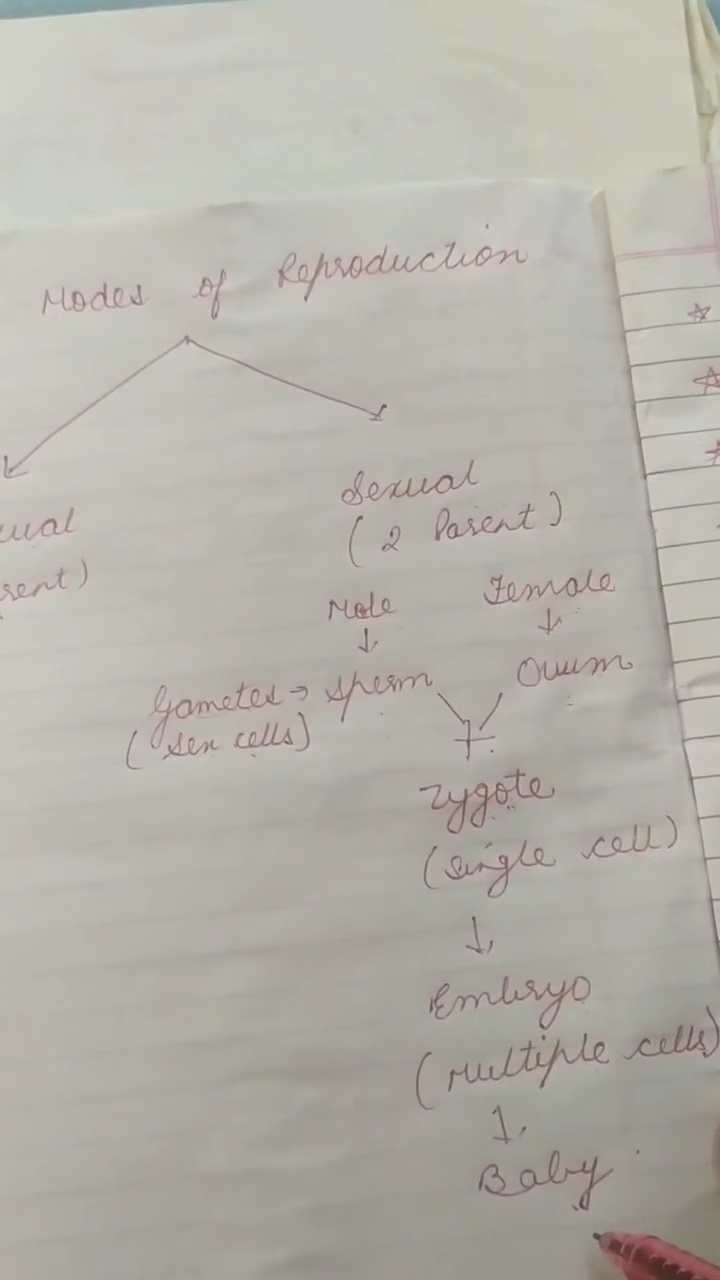 Modes of Reproduction
Sexual
( 2 Parent )
Male Female
Gametes → sperm Ovum
( sex cells )
Zygote
(single cell)
Embryo
(Multiple cells)
Baby